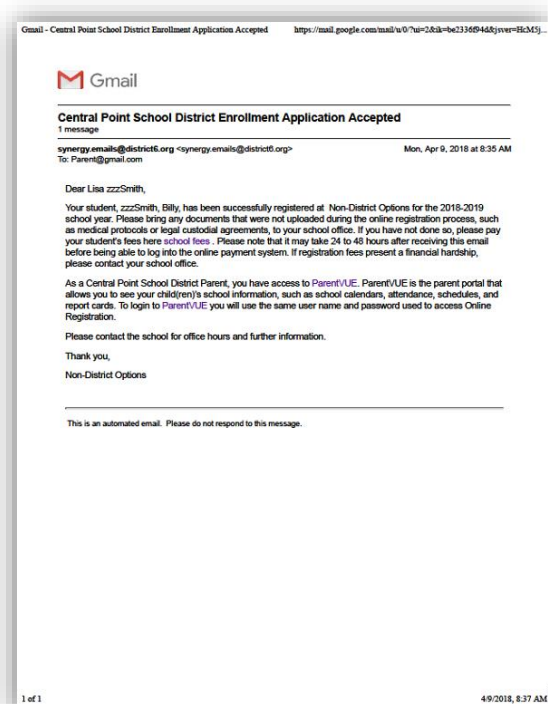 Gmail - Central Point School District Enrollment Application Accepted https://mail.google.com/mail/u/0/?ui=2&ik=be2336f94d&jsver=HcM5j...
Gmail
Central Point School District Enrollment Application Accepted
1 message
synergy.emails@district6.org <synergy.emails@district6.org> Mon, Apr 9, 2018 at 8:35 AM
To: Parent@gmail.com
Dear Lisa zzzSmith,
Your student, zzzSmith, Billy, has been successfully registered at Non-District Options for the 2018-2019
school year. Please bring any documents that were not uploaded during the online registration process, such
as medical protocols or legal custodial agreements, to your school office. If you have not done so, please pay
your student's fees here school fees . Please note that it may take 24 to 48 hours after receiving this email
before being able to log into the online payment system. If registration fees present a financial hardship,
please contact your school office.
As a Central Point School District Parent, you have access to ParentVUE. ParentVUE is the parent portal that
allows you to see your child(ren)'s school information, such as school calendars, attendance, schedules, and
report cards. To login to ParentVUE you will use the same user name and password used to access Online
Registration.
Please contact the school for office hours and further information.
Thank you,
Non-District Options
This is an automated email. Please do not respond to this message.
1 of 1 4/9/2018, 8:37 AM